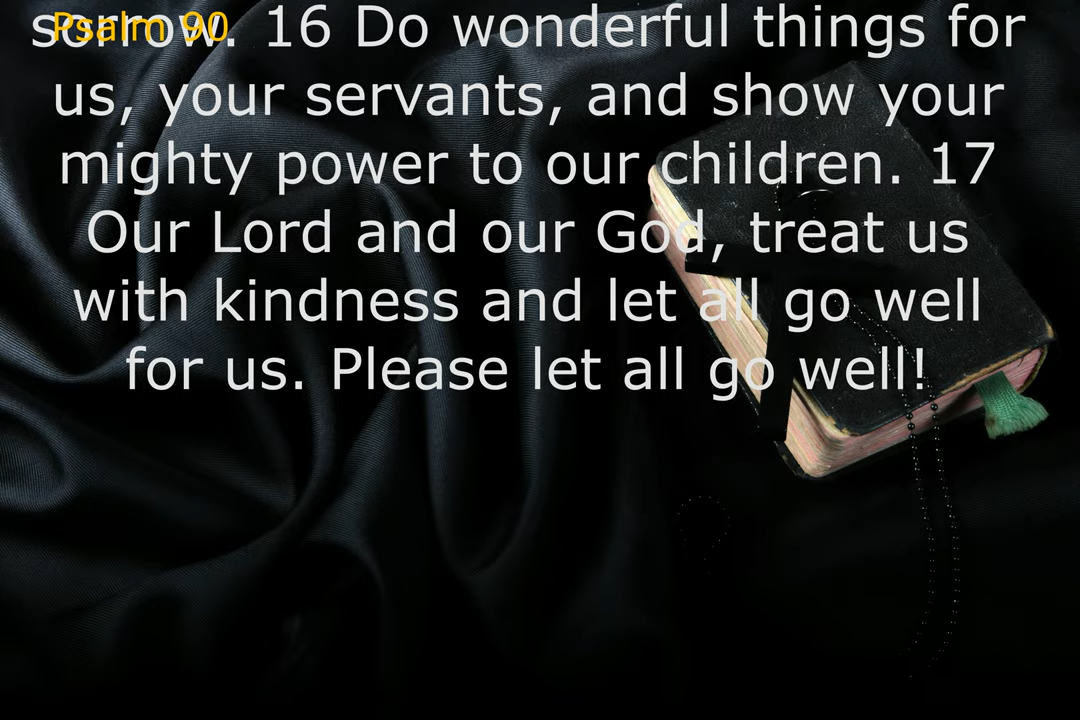 Psalm 90
sorrow. 16 Do wonderful things for
us, your servants, and show your
mighty power to our children. 17
Our Lord and our God, treat us
with kindness and let all go well
for us. Please let all go well!